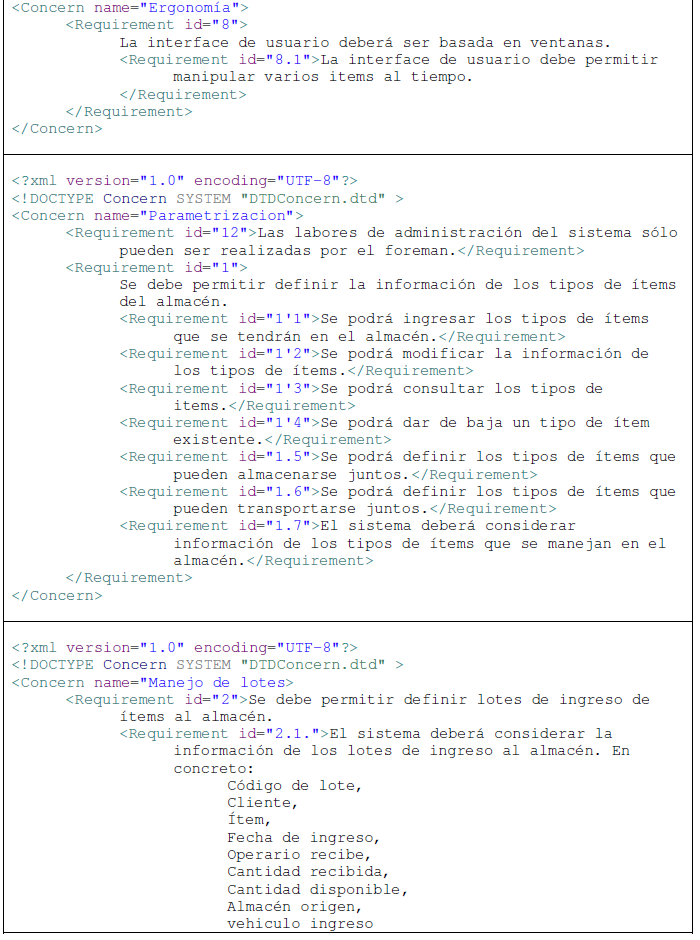 <Concern name="Ergonomía">
<Requirement id="8">
La interface de usuario deberá ser basada en ventanas.
<Requirement id="8.1">La interface de usuario debe permitir
manipular varios items al tiempo.
</Requirement>
</Requirement>
</Concern>
<?xml version="1.0" encoding="UTF-8"?>
<!DOCTYPE Concern SYSTEM "DTDConcern.dtd" >
<Concern name="Parametrizacion">
<Requirement id="12">Las labores de administración del sistema sólo
pueden ser realizadas por el foreman.</Requirement>
<Requirement id="1">
Se debe permitir definir la información de los tipos de ítems
del almacén.
<Requirement id="1'1">Se podrá ingresar los tipos de ítems
que se tendrán en el almacén.</Requirement>
<Requirement id="1'2">Se podrá modificar la información de
los tipos de ítems.</Requirement>
<Requirement id="1'3">Se podrá consultar los tipos de
items.</Requirement>
<Requirement id="1'4">Se podrá dar de baja un tipo de ítem
existente.</Requirement>
<Requirement id="1.5">Se podrá definir los tipos de ítems que
pueden almacenarse juntos.</Requirement>
<Requirement id="1.6">Se podrá definir los tipos de ítems que
pueden transportarse juntos.</Requirement>
<Requirement id="1.7">El sistema deberá considerar
información de los tipos de ítems que se manejan en el
almacén.</Requirement>
</Requirement>
</Concern>
<?xml version="1.0" encoding="UTF-8"?>
<!DOCTYPE Concern SYSTEM "DTDConcern.dtd" >
<Concern name="Manejo de lotes>
<Requirement id="2">Se debe permitir definir lotes de ingreso de
ítems al almacén.
<Requirement id="2.1.">El sistema deberá considerar la
información de los lotes de ingreso al almacén. En
concreto:
Código de lote,
Cliente,
Ítem,
Fecha de ingreso,
Operario recibe,
Cantidad recibida,
Cantidad disponible,
Almacén origen,
vehiculo ingreso